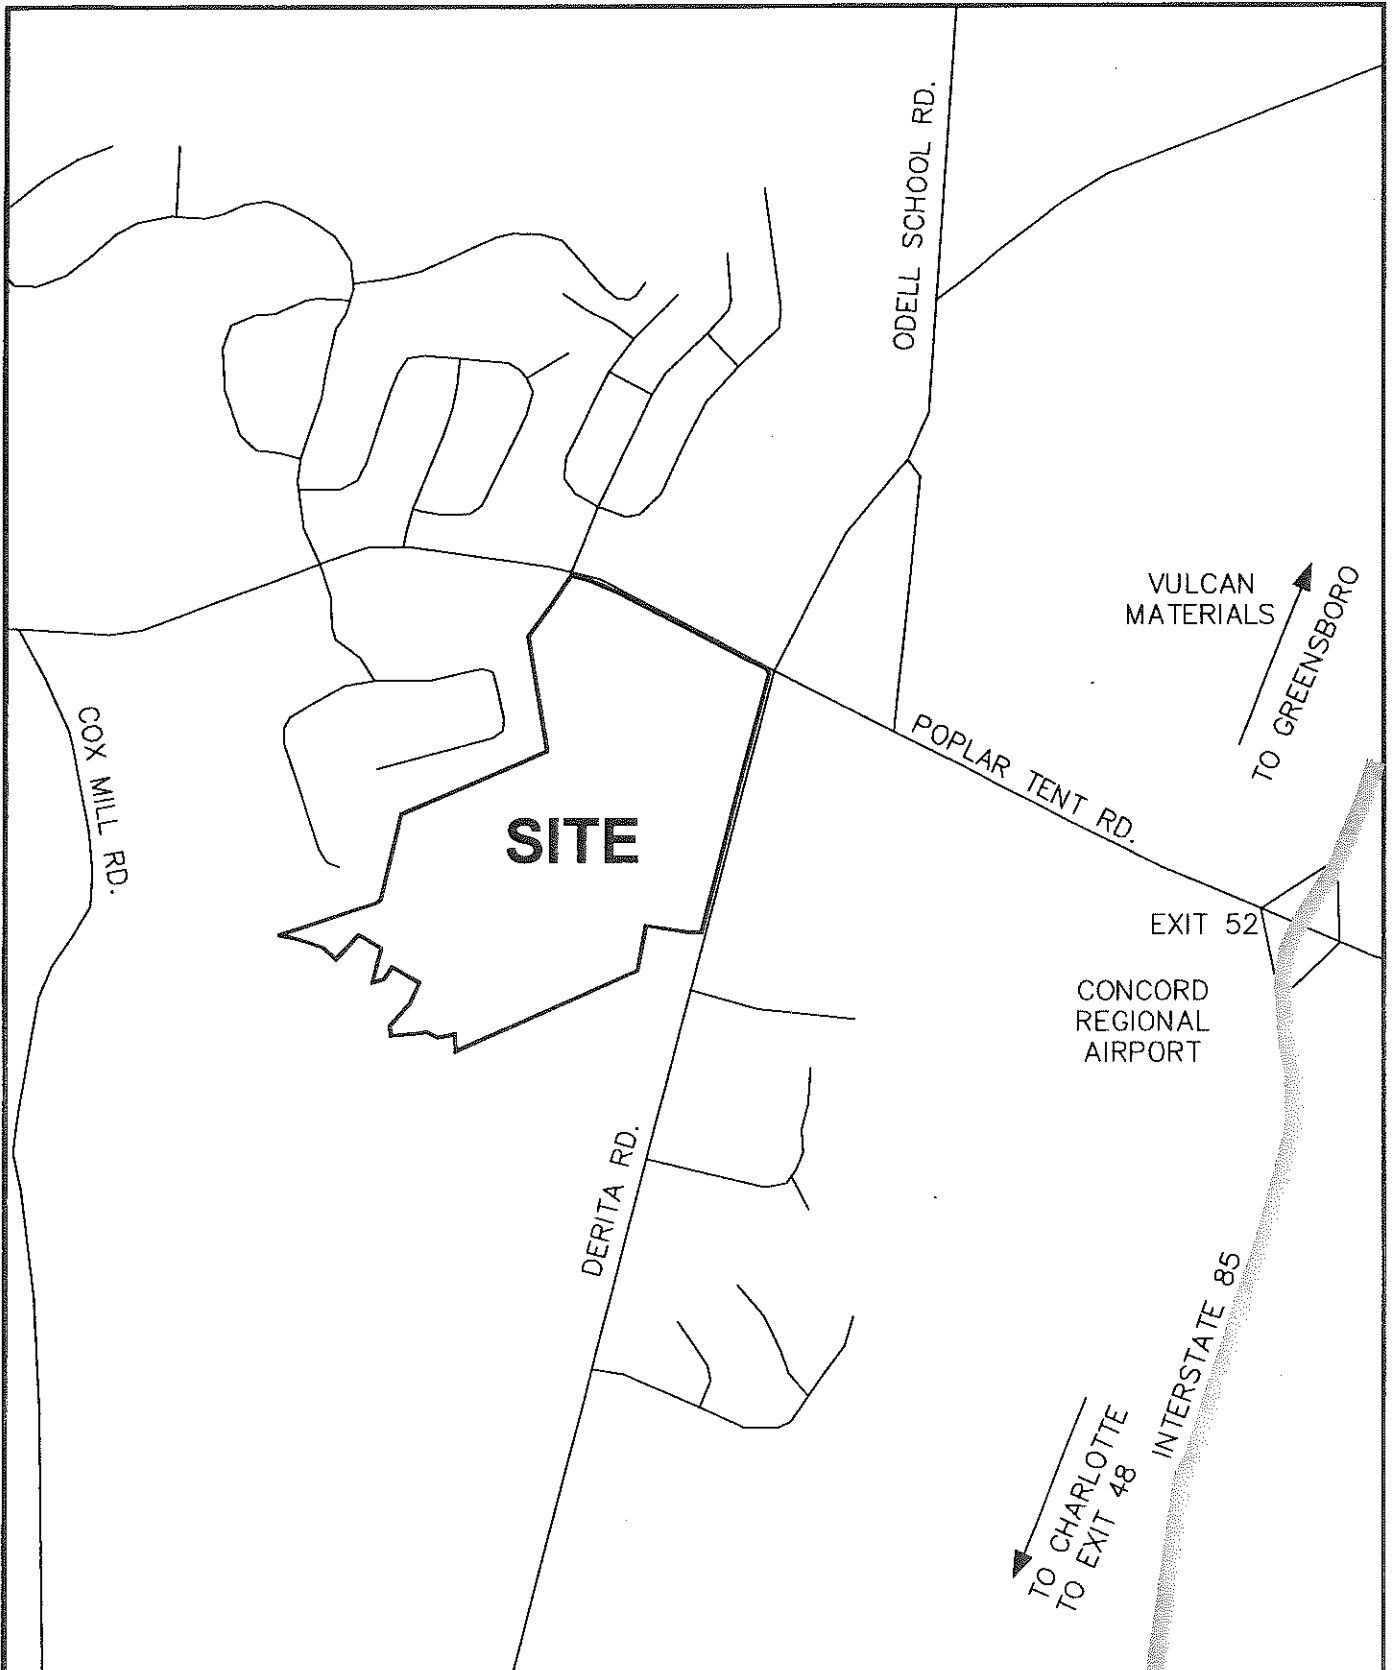 ODELL SCHOOL RD.
VULCAN
MATERIALS
TO GREENSBORO
COX MILL RD.
POPLAR TENT RD.
SITE
EXIT 52
CONCORD
REGIONAL
AIRPORT
DERITA RD.
INTERSTATE 85
TO CHARLOTTE
TO EXIT 48